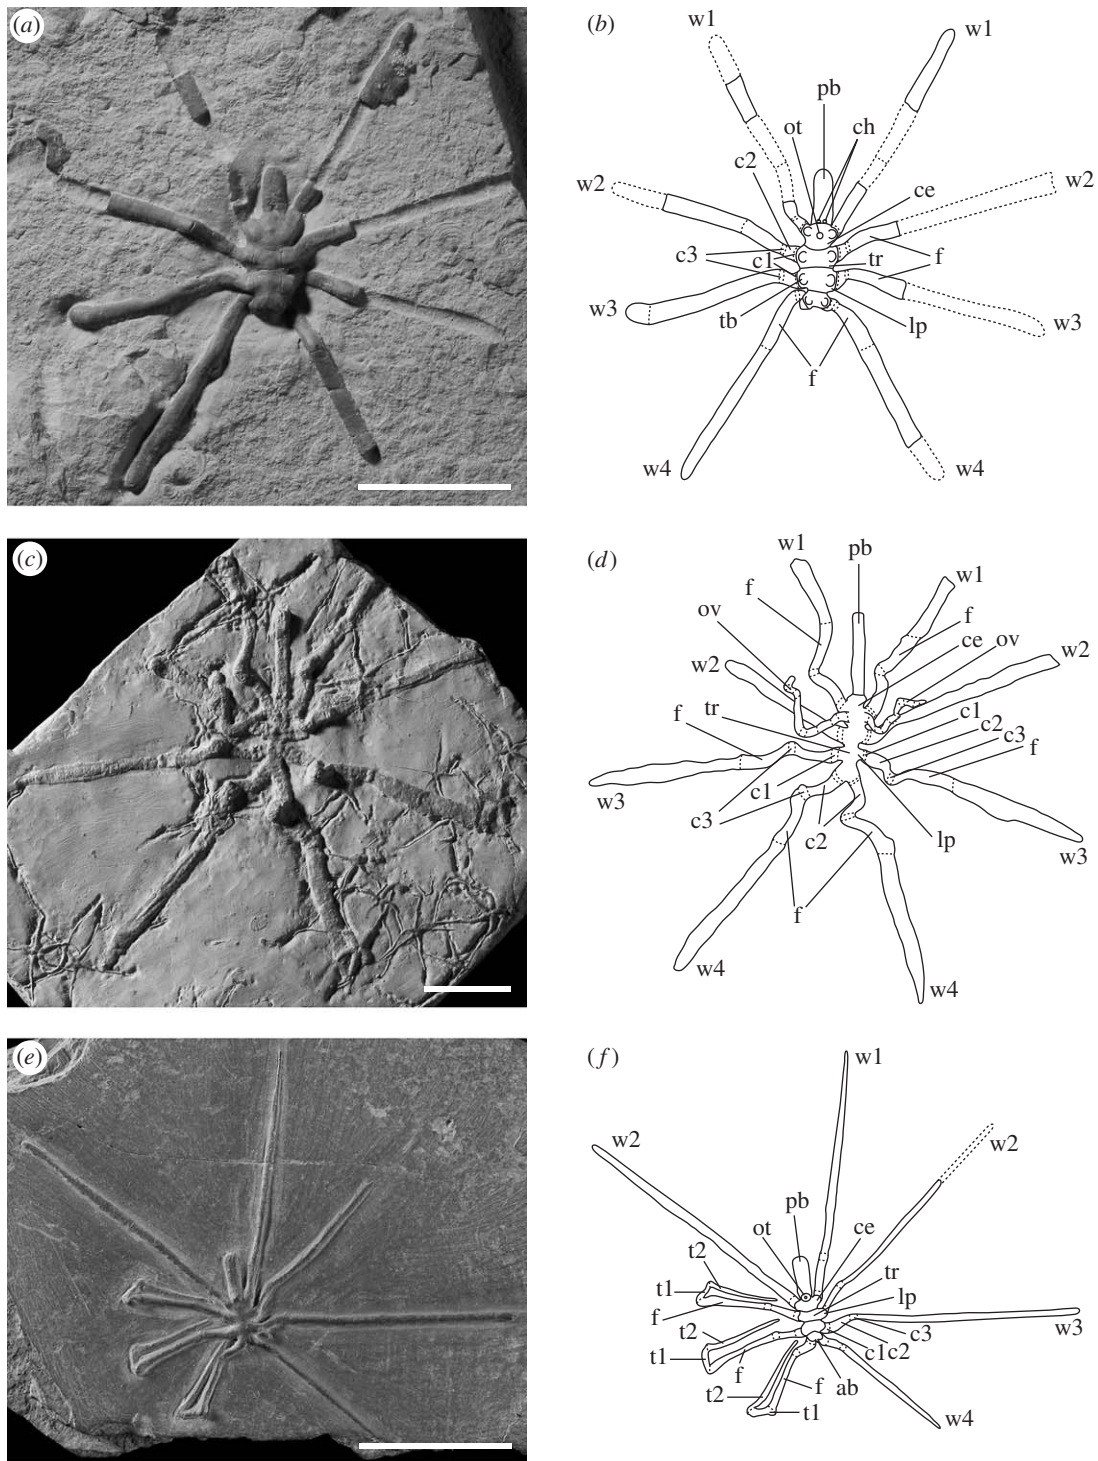 (a)
(b)
w1
w1
pb
ot
ch
c2
w2
w2
ce
c3
c1
tr
f
w3
tb
lp
w3
f
w4
w4
(c)
(d)
w1
pb
f
w1
f
ov
ce
ov
w2
w2
tr
c1
f
c2
c3
f
w3
c1
c3
c2
lp
w3
f
w4
w4
(e)
(f)
w1
w2
w2
pb
ot
ce
t2
tr
t1
lp
f
t2
c3
w3
c1c2
t1
f
t2
f
ab
t1
w4